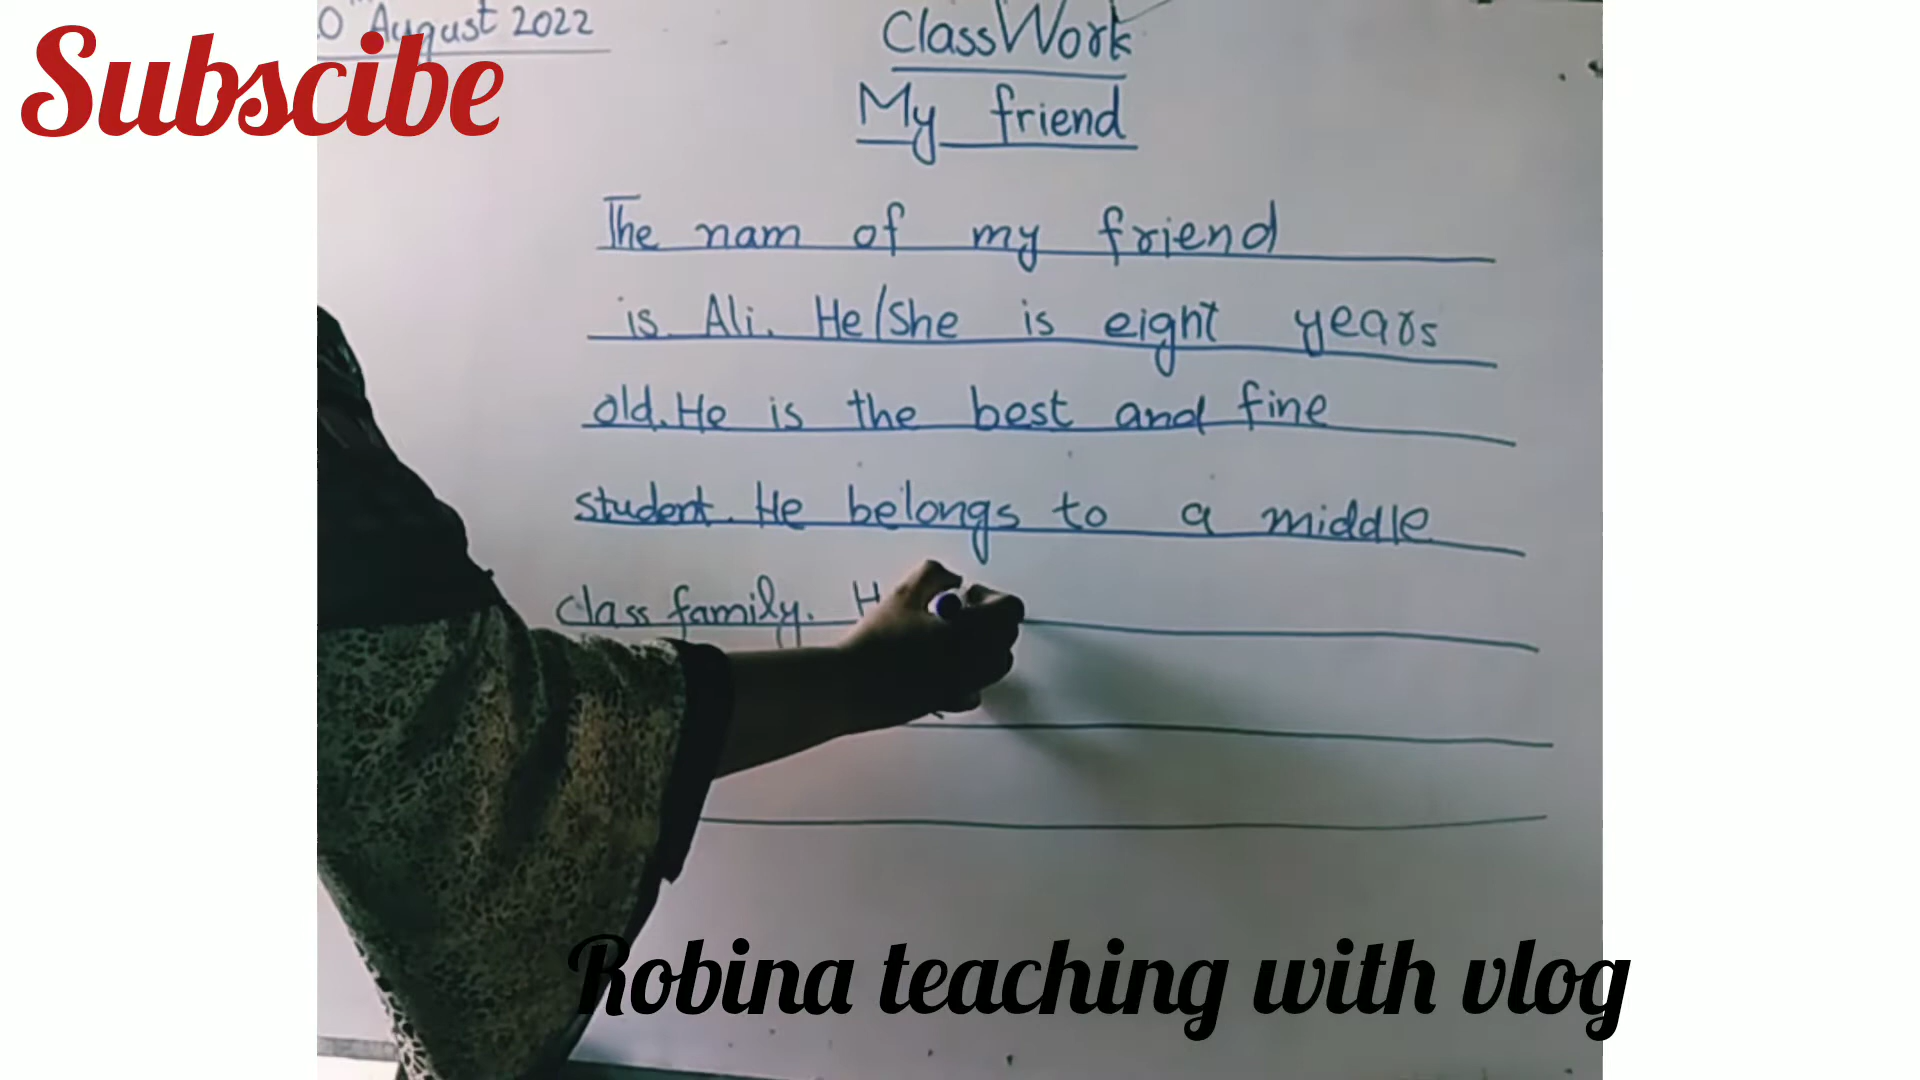 Subscibe
0th August 2022
ClassWork
My friend
The nam of my friend
is Ali. He/She is eight years
old. He is the best and fine
student. He belongs to a middle
class family. H
Robina teaching with vlog